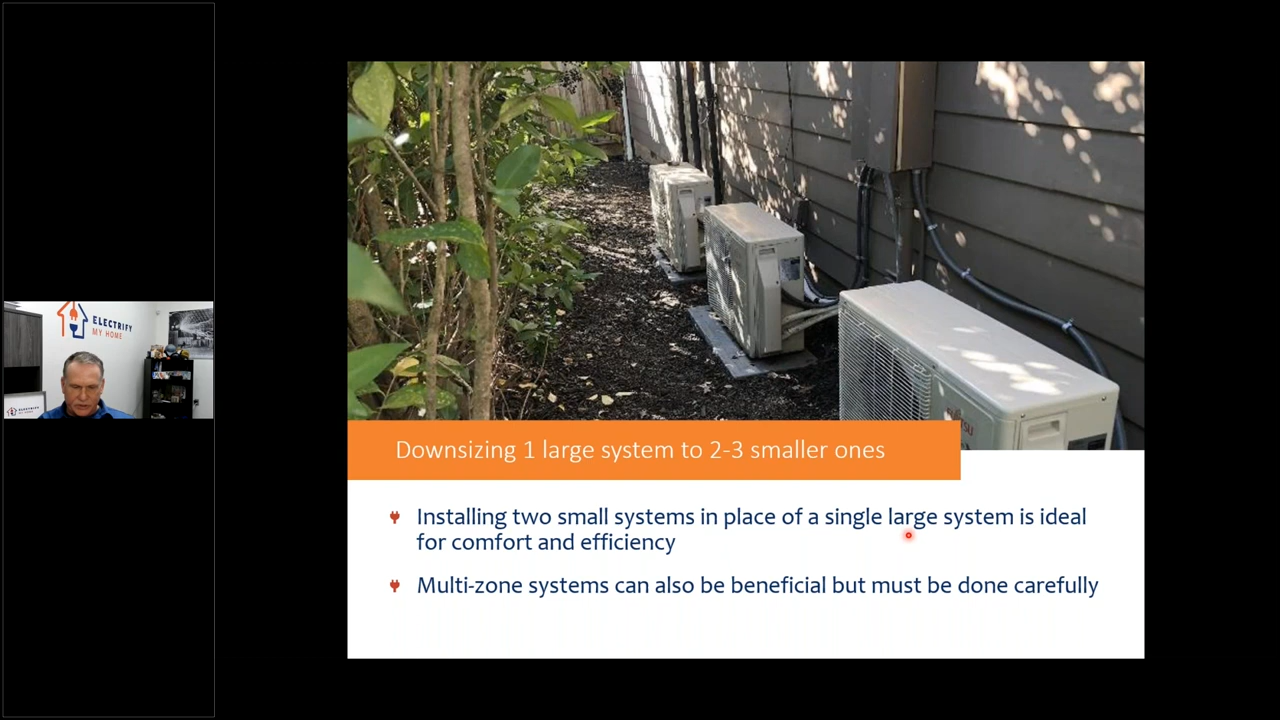 ELECTRIFY
MY HOME
Downsizing 1 large system to 2-3 smaller ones
Installing two small systems in place of a single large system is ideal
for comfort and efficiency
Multi-zone systems can also be beneficial but must be done carefully